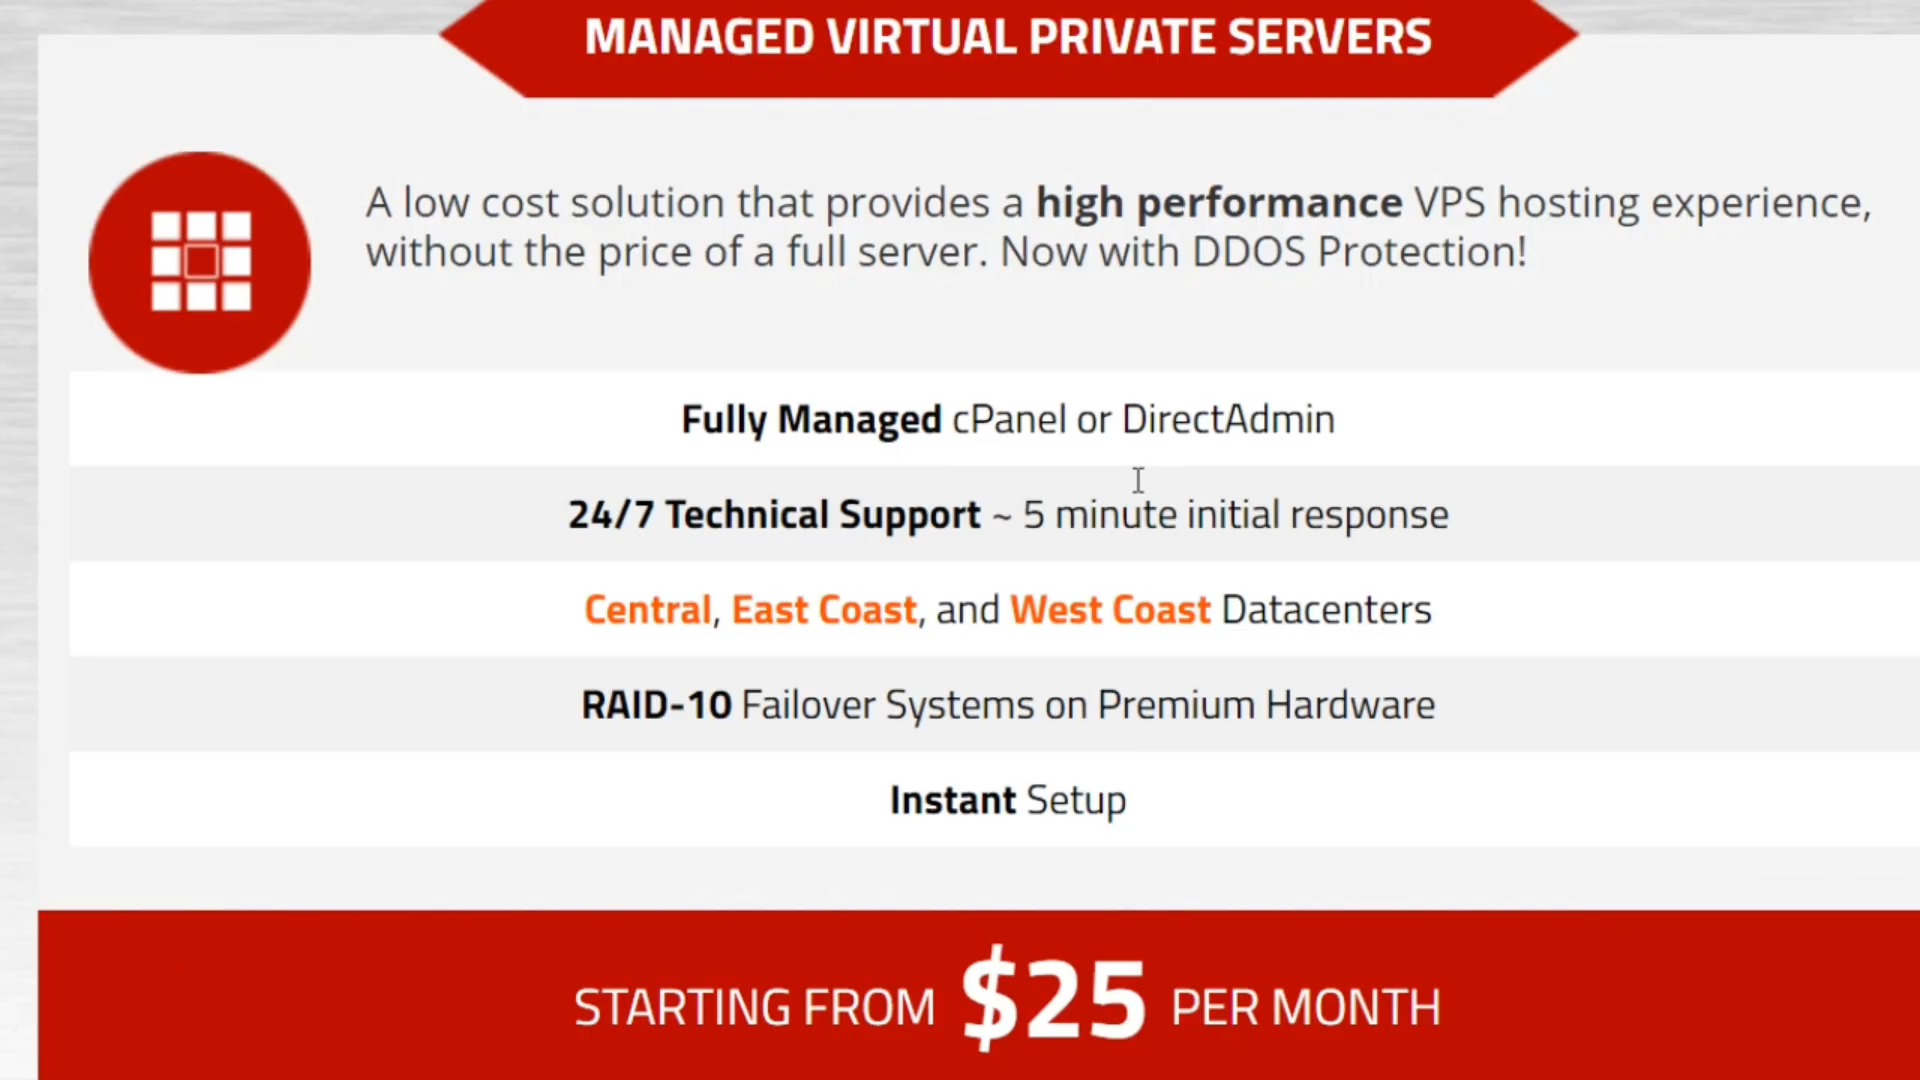 MANAGED VIRTUAL PRIVATE SERVERS
A low cost solution that provides a high performance VPS hosting experience,
without the price of a full server. Now with DDOS Protection!
Fully Managed cPanel or DirectAdmin
24/7 Technical Support ~ 5 minute initial response
Central, East Coast, and West Coast Datacenters
RAID-10 Failover Systems on Premium Hardware
Instant Setup
STARTING FROM $25 PER MONTH